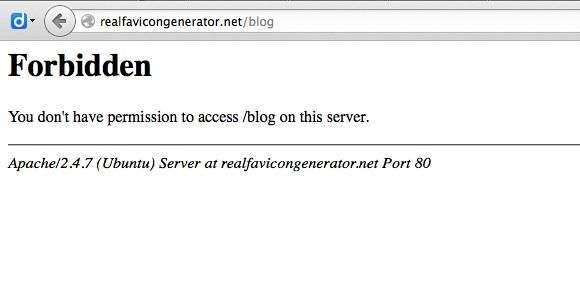 realfavicongenerator.net/blog
Forbidden
You don't have permission to access /blog on this server.
Apache/2.4.7 (Ubuntu) Server at realfavicongenerator.net Port 80